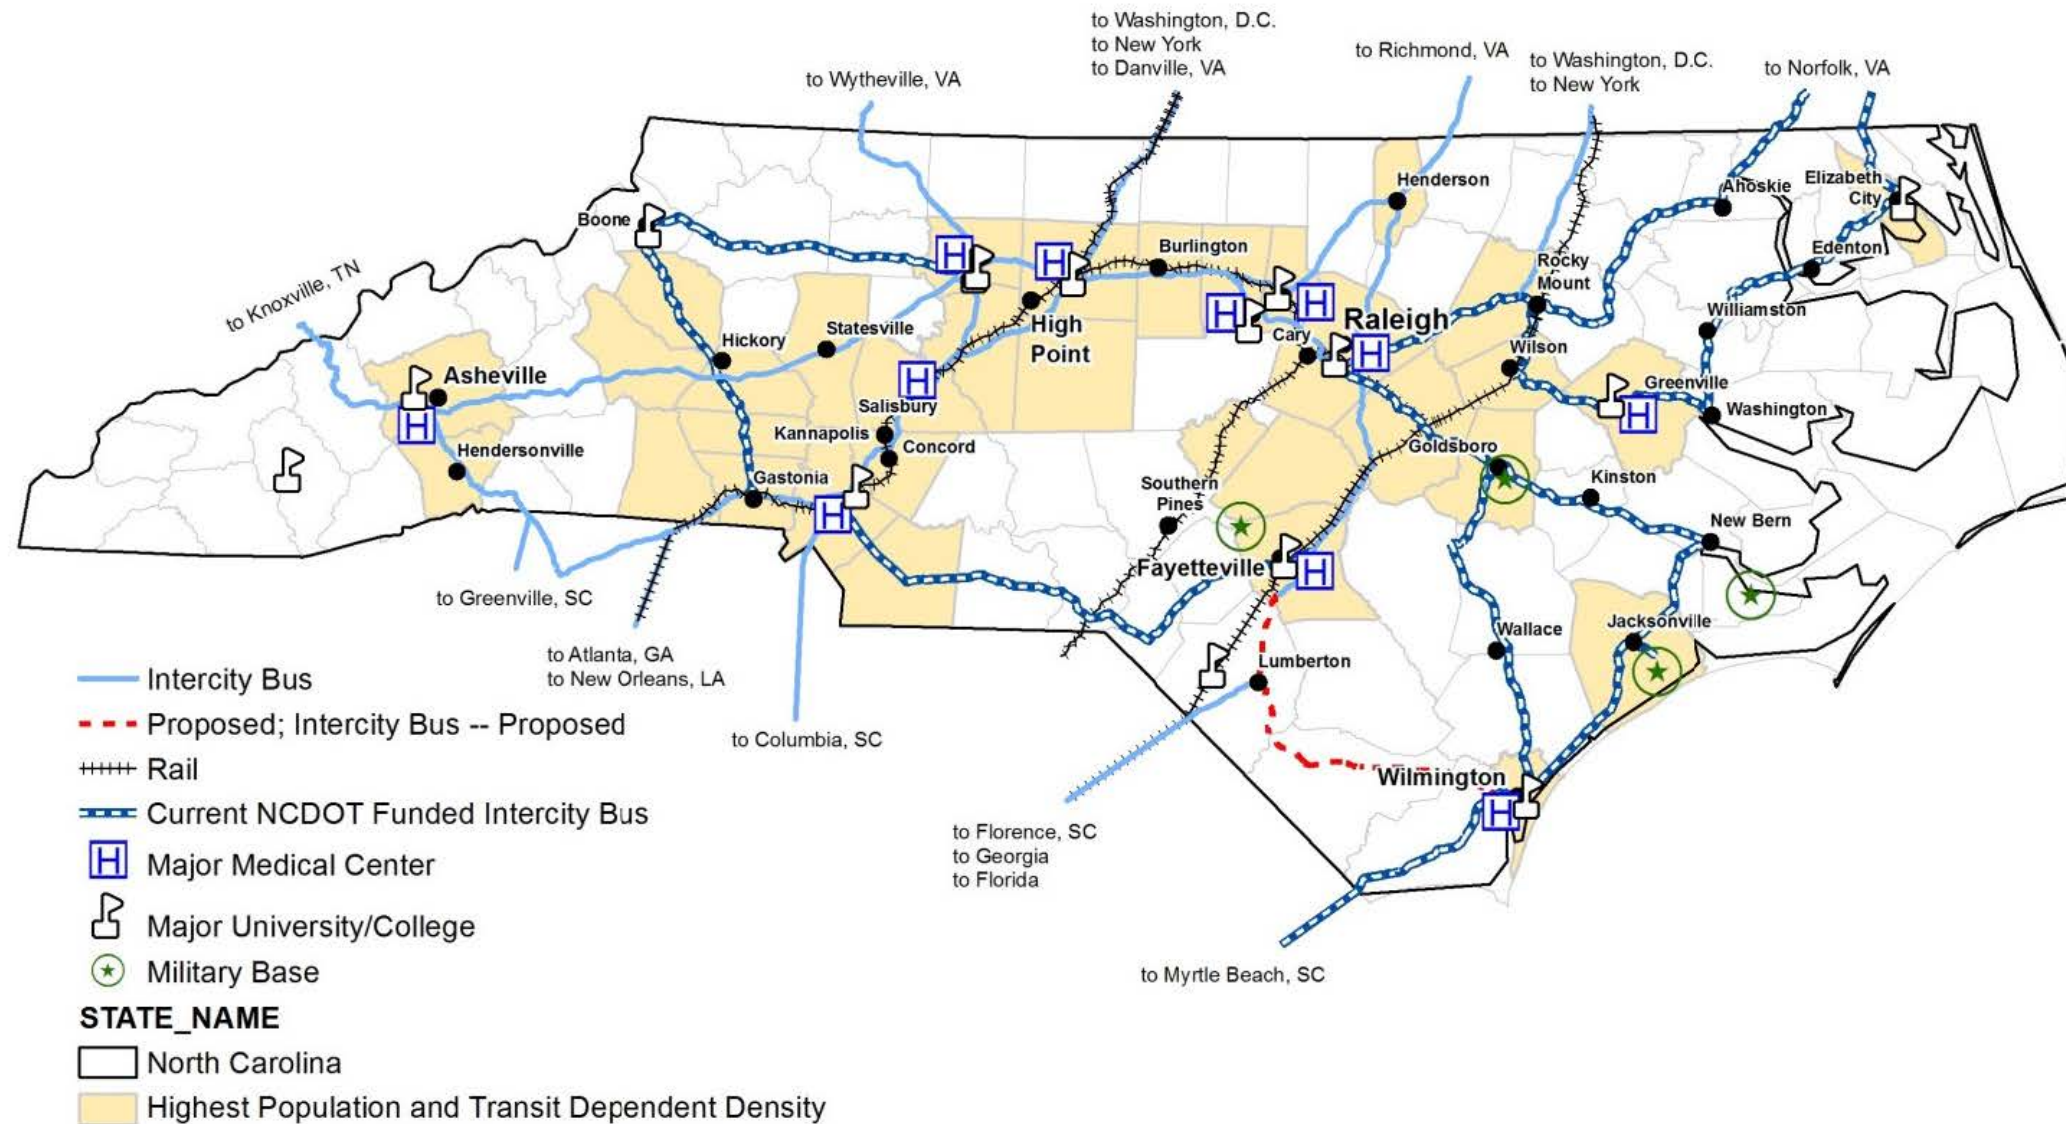 to Washington, D.C.
to New York
to Danville, VA
to Richmond, VA
to Washington, D.C.
to New York
to Norfolk, VA
to Wytheville, VA
to Knoxville, TN
Boone
Henderson
Ahoskie
Elizabeth
City
Edenton
Burlington
Rocky
Mount
Williamston
High
Point
Raleigh
Cary
Statesville
Hickory
Wilson
Asheville
Greenville
Washington
Salisbury
Kannapolis
Concord
Hendersonville
Goldsboro
Gastonia
Kinston
Southern
Pines
New Bern
Fayetteville
Jacksonville
Wallace
Lumberton
Wilmington
to Greenville, SC
to Atlanta, GA
to New Orleans, LA
to Columbia, SC
to Florence, SC
to Georgia
to Florida
to Myrtle Beach, SC
Intercity Bus
Proposed; Intercity Bus -- Proposed
Rail
Current NCDOT Funded Intercity Bus
H Major Medical Center
Major University/College
Military Base
STATE_NAME
North Carolina
Highest Population and Transit Dependent Density
H
H
H
H
H
H
H
H
H
H
H